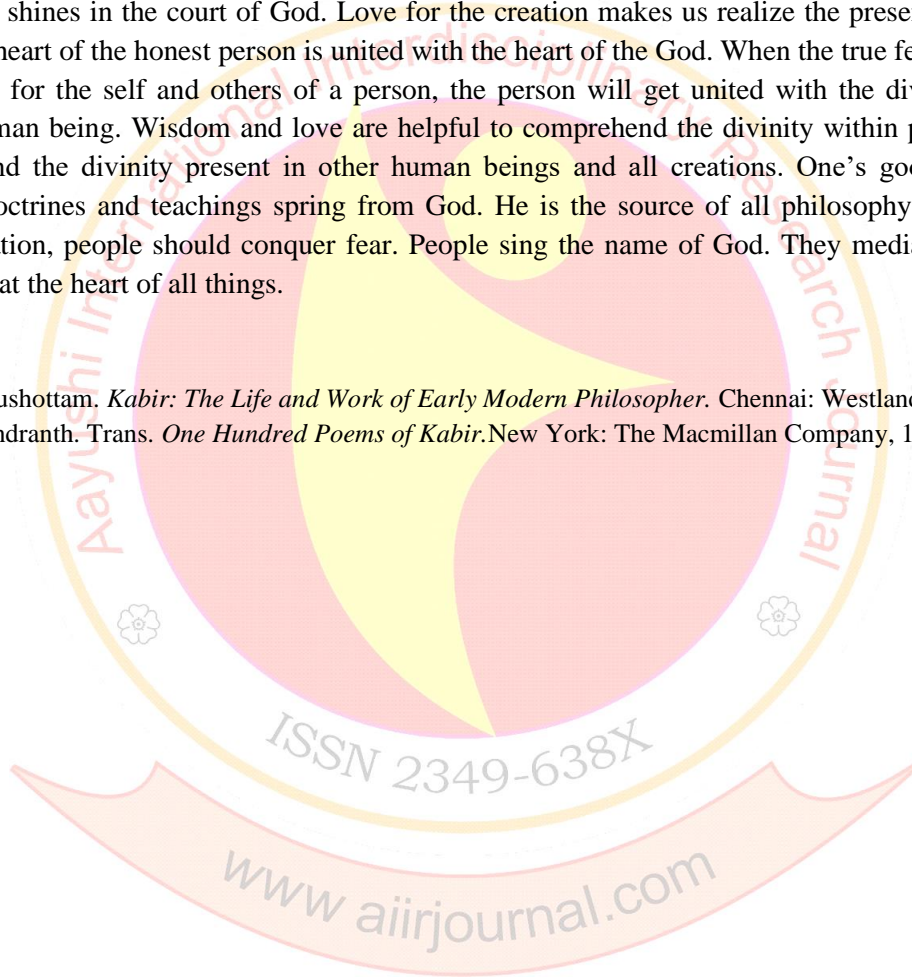 shines in the court of God. Love for the creation makes us realize the prese
heart of the honest person is united with the heart of the God. When the true fe
for the self and others of a person, the person will get united with the div
man being. Wisdom and love are helpful to comprehend the divinity within p
nd the divinity present in other human beings and all creations. One's goo
octrines and teachings spring from God. He is the source of all philosophy
tion, people should conquer fear. People sing the name of God. They media
at the heart of all things.
ushottam. Kabir: The Life and Work of Early Modern Philosopher. Chennai: Westland
ndranth. Trans. One Hundred Poems of Kabir.New York: The Macmillan Company, 1
Aayushi International Interdisciplinary Research Journal
ISSN 2349-638X
www aiirjournal.com